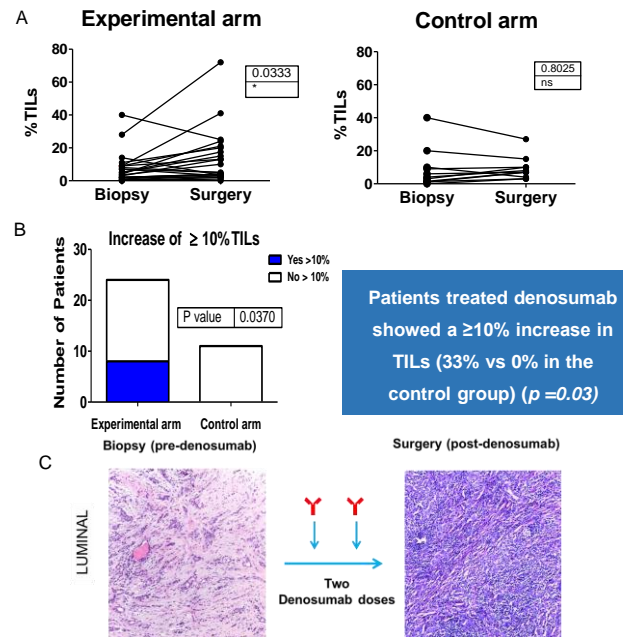 A
Experimental arm
Control arm
80
60
40
20
0
%TILs
0.0333
*
Biopsy
Surgery
80
60
40
20
0
%TILs
0.8025
ns
Biopsy
Surgery
B
Increase of ≥ 10%TILs
30
20
10
0
Number of Patients
Yes >10%
No > 10%
P value 0.0370
Experimental arm
Control arm
Patients treated denosumab
showed a ≥10% increase in
TILs (33% vs 0% in the
control group) (p =0.03)
Biopsy (pre-denosumab)
Surgery (post-denosumab)
C
LUMINAL
Two
Denosumab doses